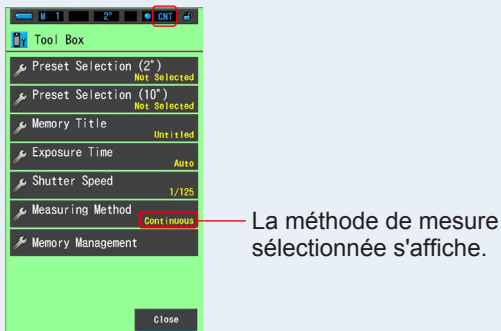 M 1 2° CNT
Tool Box
Preset Selection (2°)
Not Selected
Preset Selection (10°)
Not Selected
Memory Title
Untitled
Exposure Time
Auto
Shutter Speed
1/125
Measuring Method
Continuous
La méthode de mesure
sélectionnée s'affiche.
Memory Management
Close